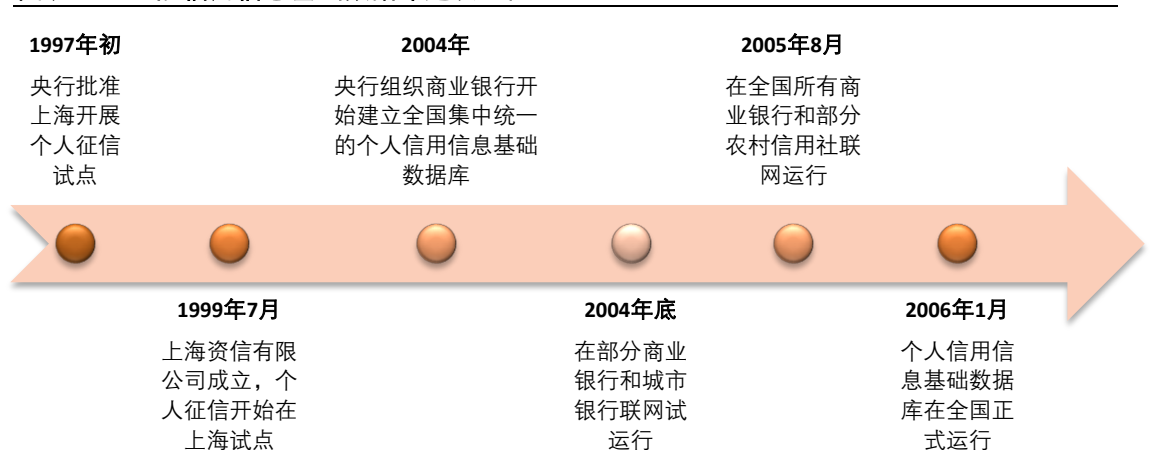 1997年初
央行批准
上海开展
个人征信
试点
1999年7月
上海资信有限
公司成立，个
人征信开始在
上海试点
2004年
央行组织商业银行开
始建立全国集中统一
的个人信用信息基础
数据库
2004年底
在部分商业
银行和城市
银行联网试
运行
2005年8月
在全国所有商
业银行和部分
农村信用社联
网运行
2006年1月
个人信用信
息基础数据
库在全国正
式运行